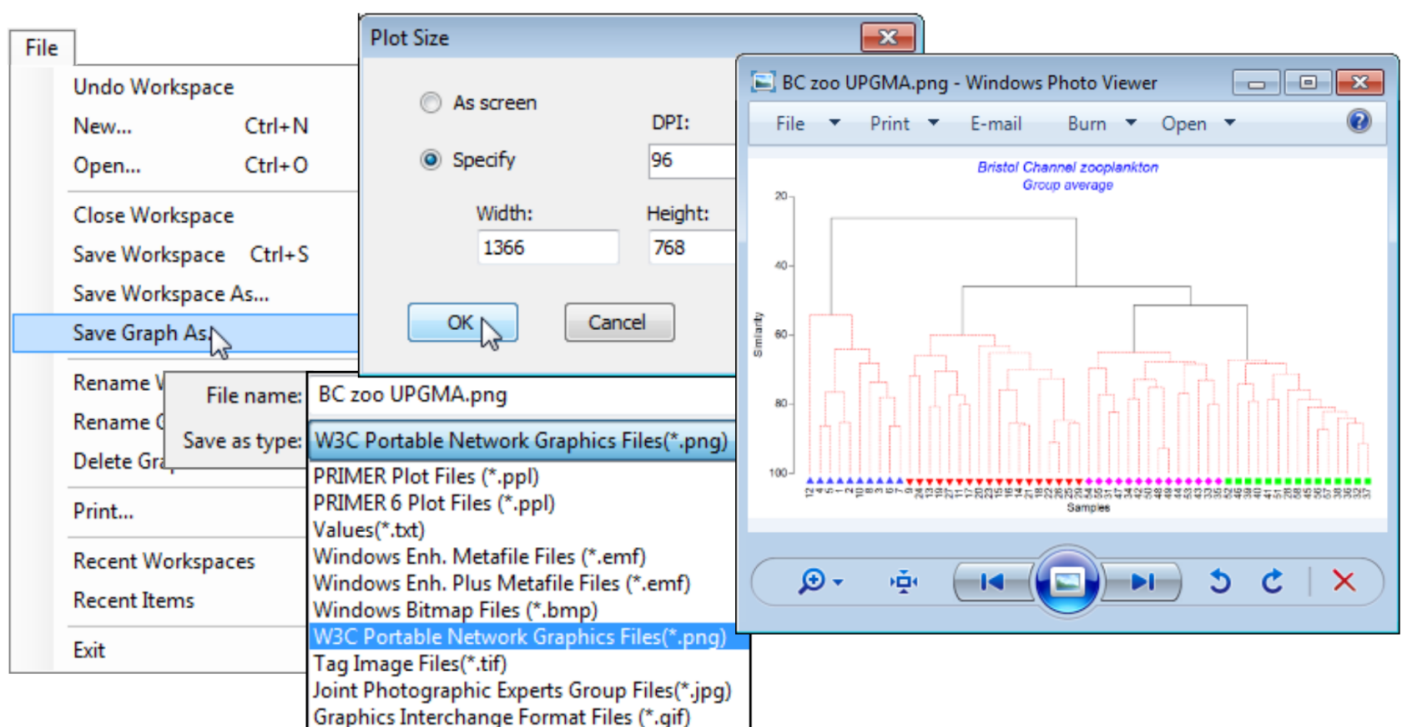 File
Undo Workspace
New... Ctrl+N
Open... Ctrl+O
Close Workspace
Save Workspace Ctrl+S
Save Workspace As...
Save Graph As
Rename
Rename
Delete
Print...
Recent Workspaces
Recent Items
Exit
Plot Size
As screen
DPI:
Specify
96
Width:
Height:
1366
768
OK
Cancel
File name:
BC zoo UPGMA.png
Save as type:
W3C Portable Network Graphics Files(*.png)
PRIMER Plot Files (*.ppl)
PRIMER 6 Plot Files (*.ppl)
Values(*.txt)
Windows Enh. Metafile Files (*.emf)
Windows Enh. Plus Metafile Files (*.emf)
Windows Bitmap Files (*.bmp)
W3C Portable Network Graphics Files(*.png)
Tag Image Files(*.tif)
Joint Photographic Experts Group Files(*.jpg)
Graphics Interchange Format Files (*.gif)
BC zoo UPGMA.png - Windows Photo Viewer
File Print E-mail Burn Open
Bristol Channel zooplankton
Group average
20
40
60
80
100
Similarity
Samples